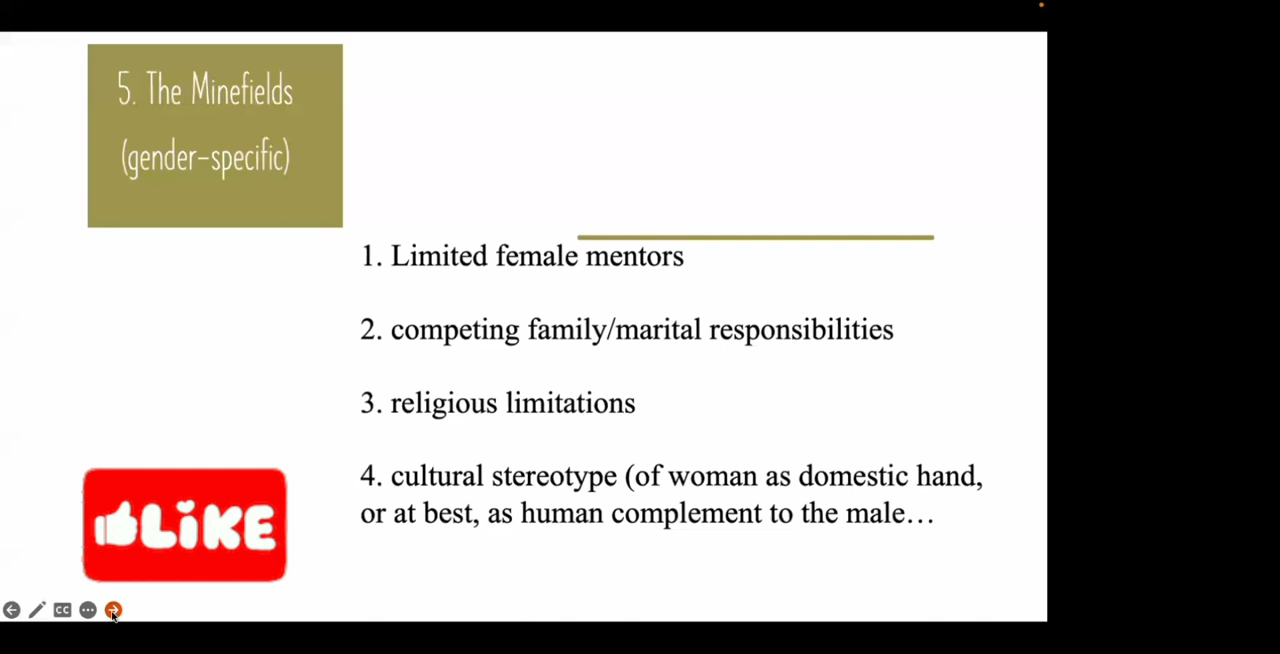 5. The Minefields
(gender-specific)
1. Limited female mentors
2. competing family/marital responsibilities
3. religious limitations
4. cultural stereotype (of woman as domestic hand,
or at best, as human complement to the male…
LiKE
CC